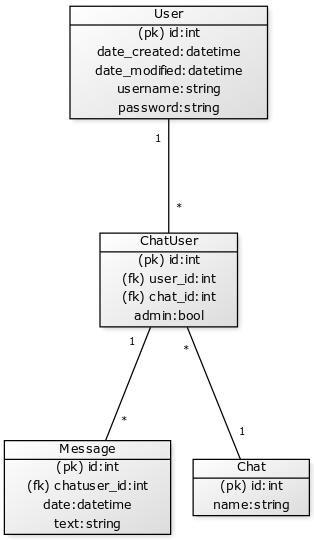 User
(pk) id:int
date_created:datetime
date_modified:datetime
username:string
password:string
1
*
ChatUser
(pk) id:int
(fk) user_id:int
(fk) chat_id:int
admin:bool
1
*
*
1
Message
(pk) id:int
(fk) chatuser_id:int
date:datetime
text:string
Chat
(pk) id:int
name:string